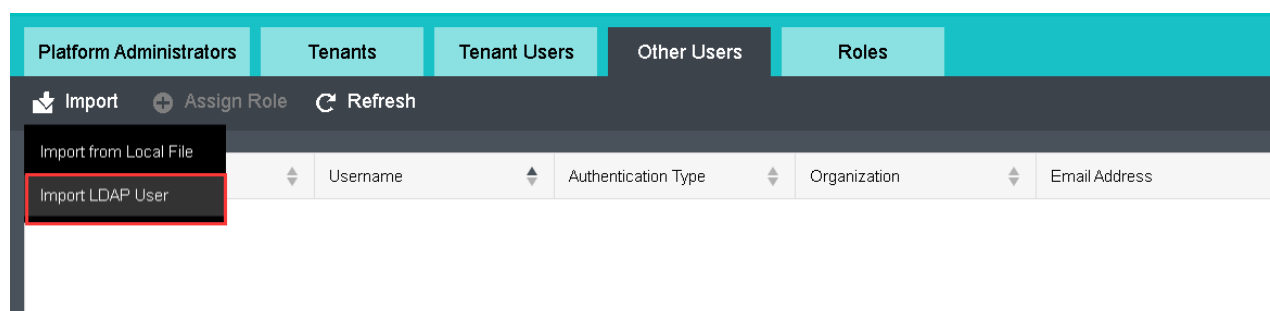 Platform Administrators Tenants Tenant Users Other Users Roles
Import Assign Role Refresh
Import from Local File
Username Authentication Type Organization Email Address
Import LDAP User